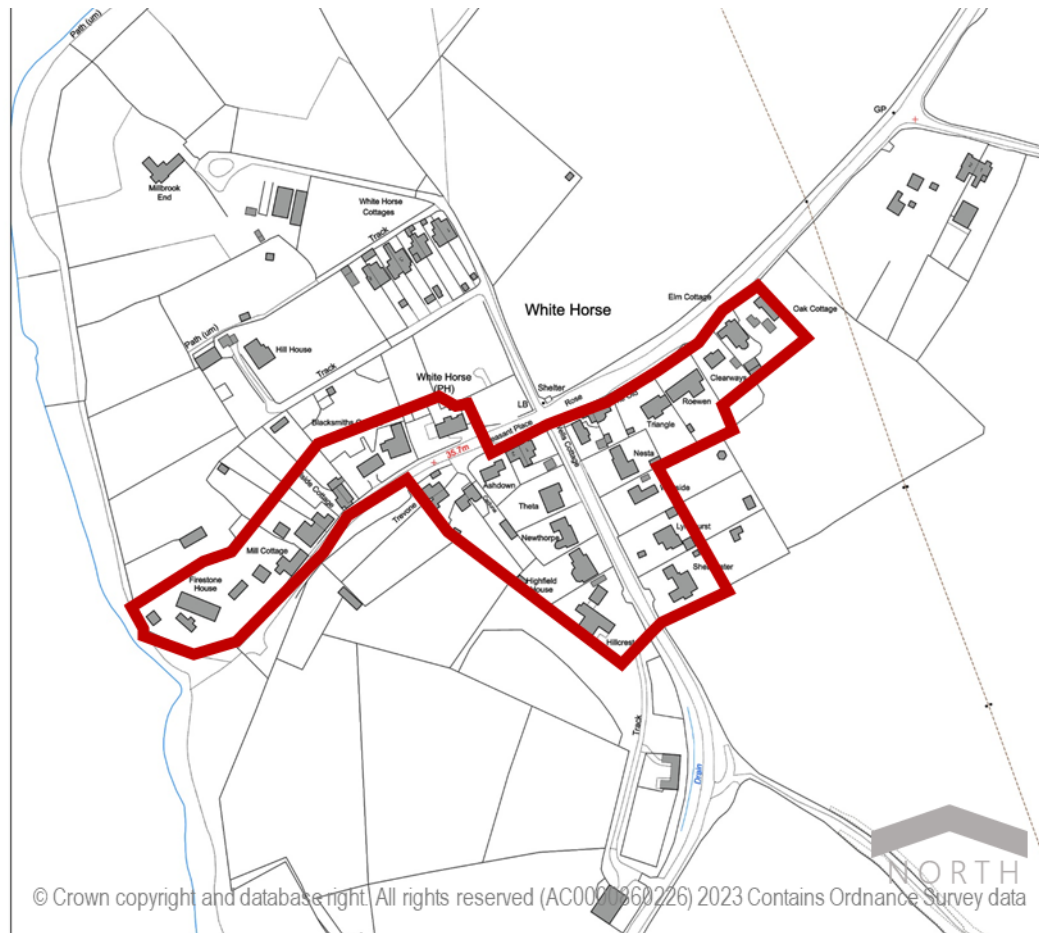 Path (um)
GP
Millbrook
End
White Horse
Cottages
Track
Elm Cottage
White Horse
Oak Cottage
Path (um)
Hill House
Track
White Horse
(PH)
Shelter
LB
Rose
Clearways
Roewen
Blacksmiths
Triangle
35.7m
Nesta
Ashdown
Cottage
Trevone
Theta
Newthorpe
Mill Cottage
Firestone
House
Highfield
House
Hillcrest
Track
Drain
NORTH
© Crown copyright and database right. All rights reserved (AC0000860226) 2023 Contains Ordnance Survey data